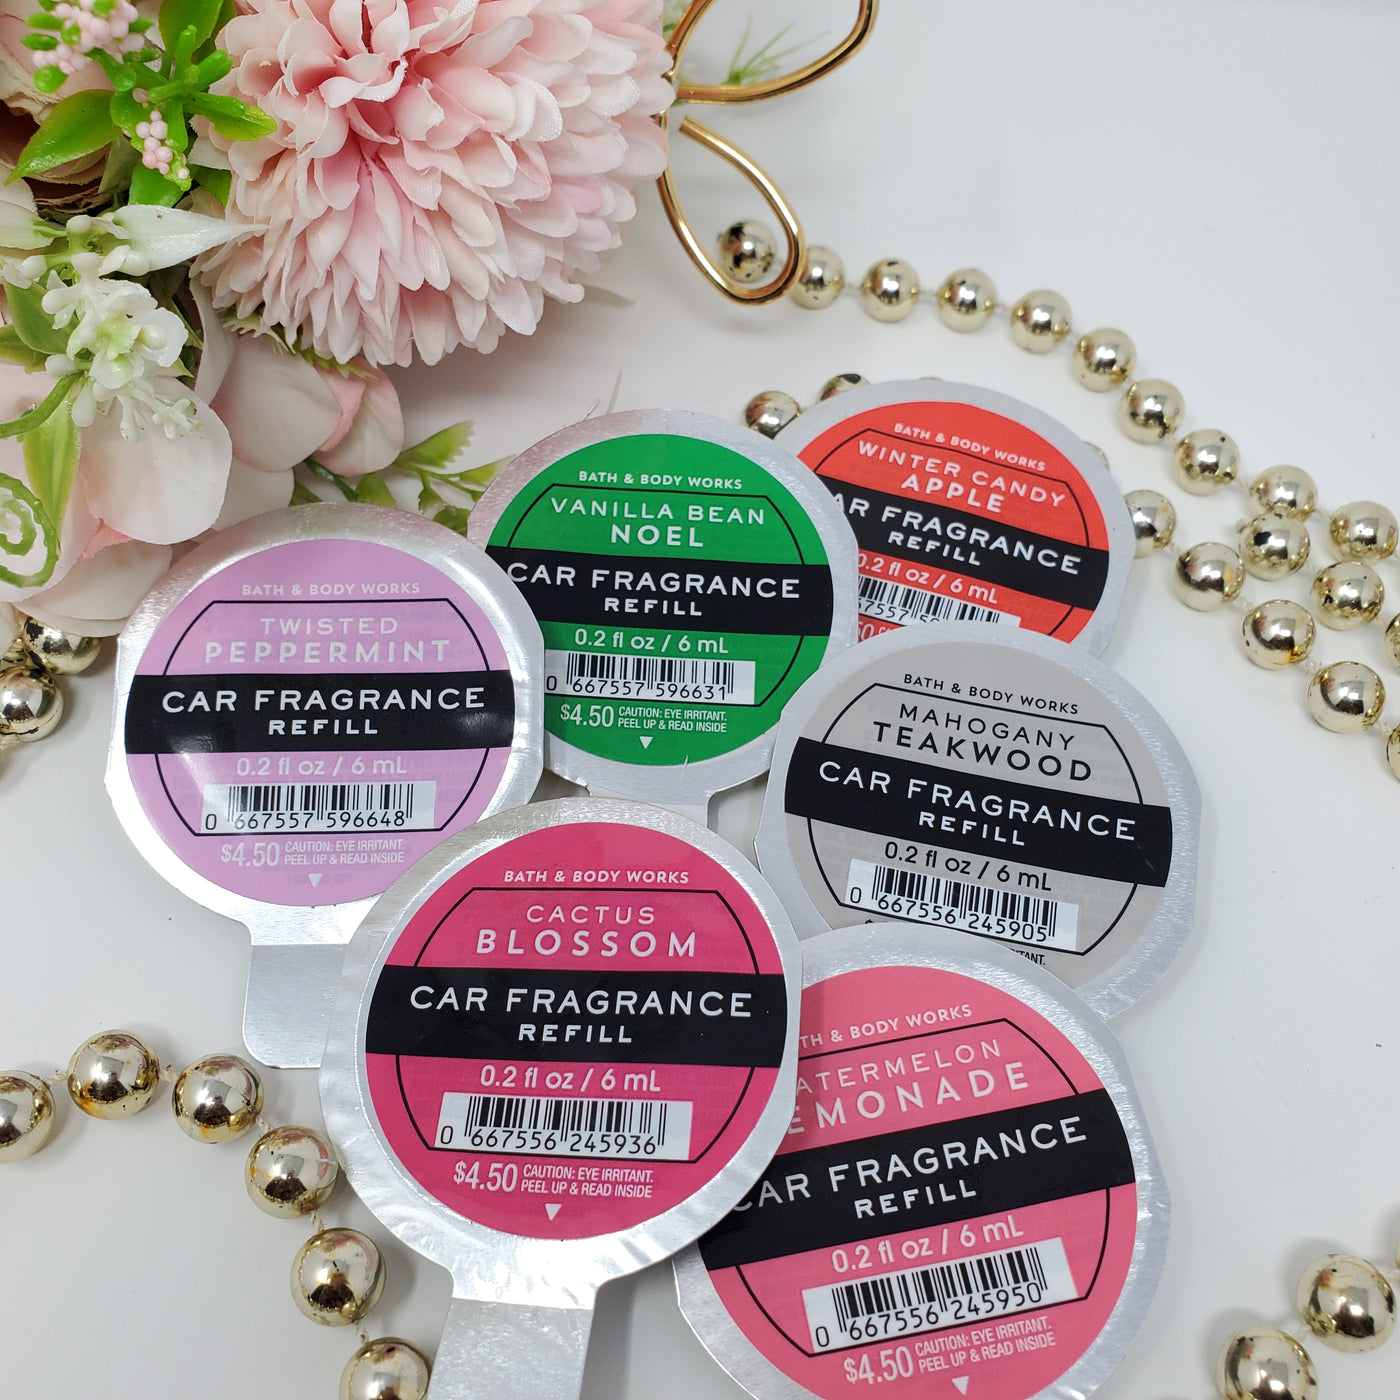 BATH & BODY WORKS
WINTER CANDY
APPLE
CAR FRAGRANCE
REFILL
0.2 fl oz / 6 mL
BATH & BODY WORKS
VANILLA BEAN
NOEL
CAR FRAGRANCE
REFILL
0.2 fl oz / 6 mL
0 667557 596631
$4.50 CAUTION: EYE IRRITANT.
PEEL UP & READ INSIDE
BATH & BODY WORKS
TWISTED
PEPPERMINT
CAR FRAGRANCE
REFILL
0.2 fl oz / 6 mL
0 667557 596648
$4.50 CAUTION: EYE IRRITANT.
PEEL UP & READ INSIDE
BATH & BODY WORKS
MAHOGANY
TEAKWOOD
CAR FRAGRANCE
REFILL
0.2 fl oz / 6 mL
0 667556 245905
BATH & BODY WORKS
CACTUS
BLOSSOM
CAR FRAGRANCE
REFILL
0.2 fl oz / 6 mL
0 667556 245936
$4.50 CAUTION: EYE IRRITANT.
PEEL UP & READ INSIDE
TH & BODY WORKS
ATERMELON
EMONADE
CAR FRAGRANCE
REFILL
0.2 fl oz / 6 mL
0 667556 245950
$4.50 CAUTION: EYE IRRITANT.
PEEL UP & READ INSIDE